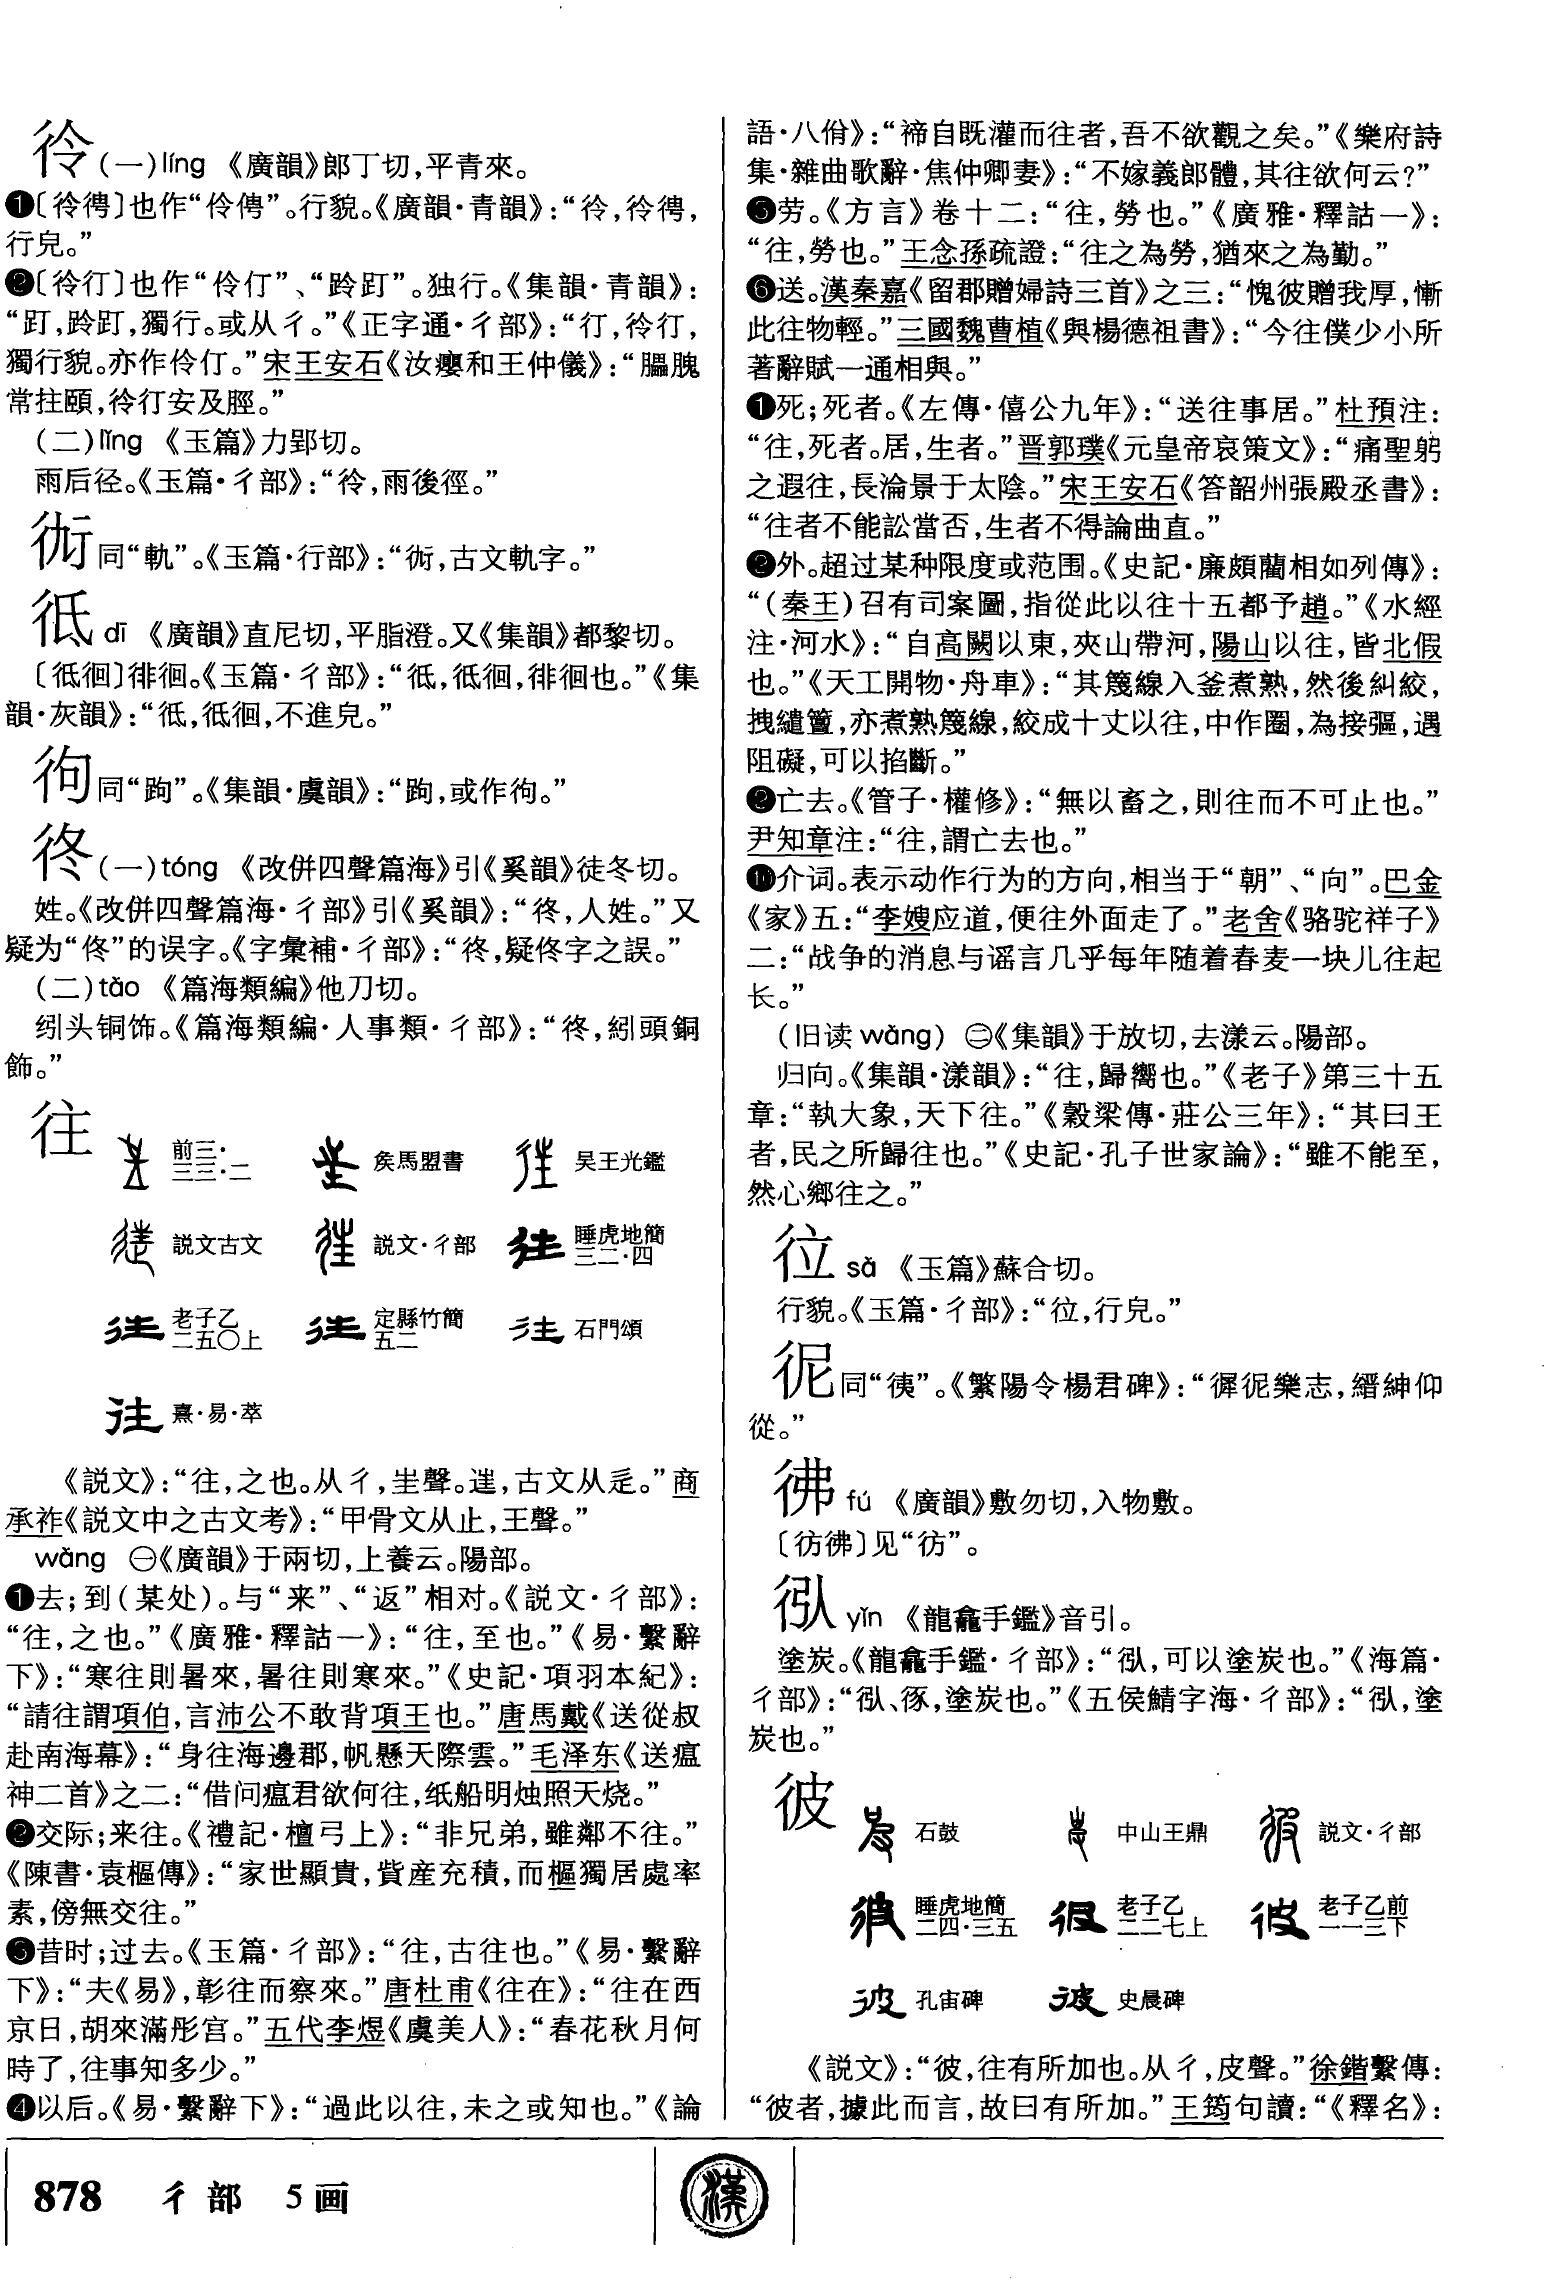 彾(一)líng 《廣韻》郎丁切,平青來。
❶〔彾𢓳〕也作“伶俜”。行貌。《廣韻·青韻》:“彾,彾𢓳,
行皃。”
❷〔彾㣔〕也作“伶仃”、“跉㱏”。独行。《集韻·青韻》:
“㱏,跉㱏,獨行。或从彳。”《正字通·彳部》:“㣔,彾㣔,
獨行貌。亦作伶仃。”宋王安石《汝癭和王仲儀》:“膃腲
常拄頤,彾㣔安及脛。”
(二)lǐng 《玉篇》力郢切。
雨后径。《玉篇·彳部》:“彾,雨後徑。”
同“軌”。《玉篇·行部》:“,古文軌字。”
彽 dī 《廣韻》直尼切,平脂澄。又《集韻》都黎切。
〔彽徊〕徘徊。《玉篇·彳部》:“彽,彽徊,徘徊也。”《集
韻·灰韻》:“彽,彽徊,不進皃。”
徇同“跔”。《集韻·虞韻》:“跔,或作。”
(一)tóng 《改併四聲篇海》引《奚韻》徒冬切。
姓。《改併四聲篇海·彳部》引《奚韻》:“㣠,人姓。”又
疑为“佟”的误字。《字彙補·彳部》:“㣠,疑佟字之誤。”
(二)tǎo 《篇海類編》他刀切。
䌷头铜饰。《篇海類編·人事類·彳部》:“㣠,頭銅
飾。”
往 前三·三三·二 矦馬盟書 吴王光鑑
説文古文 説文·彳部 睡虎地簡三二·四
老子乙二五〇上 定縣竹簡五二 石門頌
熹·易·萃
《説文》:“往,之也。从彳,㞷聲。𨓹,古文从辵。”商
承祚《説文中之古文考》:“甲骨文从止,王聲。”
wǎng ㊀《廣韻》于兩切,上養云。陽部。
❶去;到(某处)。与“来”、“返”相对。《説文·彳部》:
“往,之也。”《廣雅·釋詁一》:“往,至也。”《易·繫辭
下》:“寒往則暑來,暑往則寒來。”《史記·項羽本紀》:
“請往謂項伯,言沛公不敢背項王也。”唐馬戴《送從叔
赴南海幕》:“身往海邊郡,帆懸天際雲。”毛泽东《送瘟
神二首》之二:“借问瘟君欲何往,纸船明烛照天烧。”
❷交际;来往。《禮記·檀弓上》:“非兄弟,雖鄰不往。”
《陳書·袁樞傳》:“家世顯貴,貲産充積,而樞獨居處率
素,傍無交往。”
❸昔时;过去。《玉篇·彳部》:“往,古往也。”《易·繫辭
下》:“夫《易》,彰往而察來。”唐杜甫《往在》:“往在西
京日,胡來滿彤宫。”五代李煜《虞美人》:“春花秋月何
時了,往事知多少。”
❹以后。《易·繫辭下》:“過此以往,未之或知也。”《論
語·八佾》:“禘自既灌而往者,吾不欲觀之矣。”《樂府詩
集·雜曲歌辭·焦仲卿妻》:“不嫁義郎體,其往欲何云?”
❺劳。《方言》卷十二:“往,勞也。”《廣雅·釋詁一》:
“往,勞也。”王念孫疏證:“往之為勞,猶來之為勤。”
❻送。漢秦嘉《留郡贈婦詩三首》之三:“愧彼贈我厚,慚
此往物輕。”三國魏曹植《與楊德祖書》:“今往僕少小所
著辭賦一通相與。”
❶死;死者。《左傳·僖公九年》:“送往事居。”杜預注:
“往,死者。居,生者。”晋郭璞《元皇帝哀策文》:“痛聖躬
之遐往,長淪景于太陰。”宋王安石《答韶州張殿丞書》:
“往者不能訟當否,生者不得論曲直。”
❷外。超过某种限度或范围。《史記·廉頗藺相如列傳》:
“(秦王)召有司案圖,指從此以往十五都予趙。”《水經
注·河水》:“自高闕以東,夾山帶河,陽山以往,皆北假
也。”《天工開物·舟車》:“其篾線入釜煮熟,然後糾絞,
拽繾簟,亦煮熟篾線,絞成十丈以往,中作圈,為接彄,遇
阻礙,可以掐斷。”
❷亡去。《管子·權修》:“無以畜之,則往而不可止也。”
尹知章注:“往,謂亡去也。”
❿介词。表示动作行为的方向,相当于“朝”、“向”。巴金
《家》五:“李嫂应道,便往外面走了。”老舍《骆驼祥子》
二:“战争的消息与谣言几乎每年随着春麦一块儿往起
长。”
(旧读wǎng) ㊁《集韻》于放切,去漾云。陽部。
归向。《集韻·漾韻》:“往,歸嚮也。”《老子》第三十五
章:“執大象,天下往。”《穀梁傳·莊公三年》:“其曰王
者,民之所歸往也。”《史記·孔子世家論》:“雖不能至,
然心鄉往之。”
㣕 sǎ 《玉篇》蘇合切。
行貌。《玉篇·彳部》:“㣕,行皃。”
同“徚”。《繁陽令楊君碑》:“徲𢓡樂志,縉紳仰
從。”
彿 fú 《廣韻》敷勿切,入物敷。
〔彷彿〕见“彷”。
yǐn 《龍龕手鑑》音引。
塗炭。《龍龕手鑑·彳部》:“,可以塗炭也。”《海篇·
彳部》:“、,塗炭也。”《五侯鯖字海·彳部》:“,塗
炭也。”
彼 石鼓 中山王鼎 説文·彳部
睡虎地簡二四·三五 老子乙二二七上 老子乙前一一三下
孔宙碑 史晨碑
《説文》:“彼,往有所加也。从彳,皮聲。”徐鍇繫傳:
“彼者,據此而言,故曰有所加。”王筠句讀:“《釋名》:
878 彳部 5画
漢